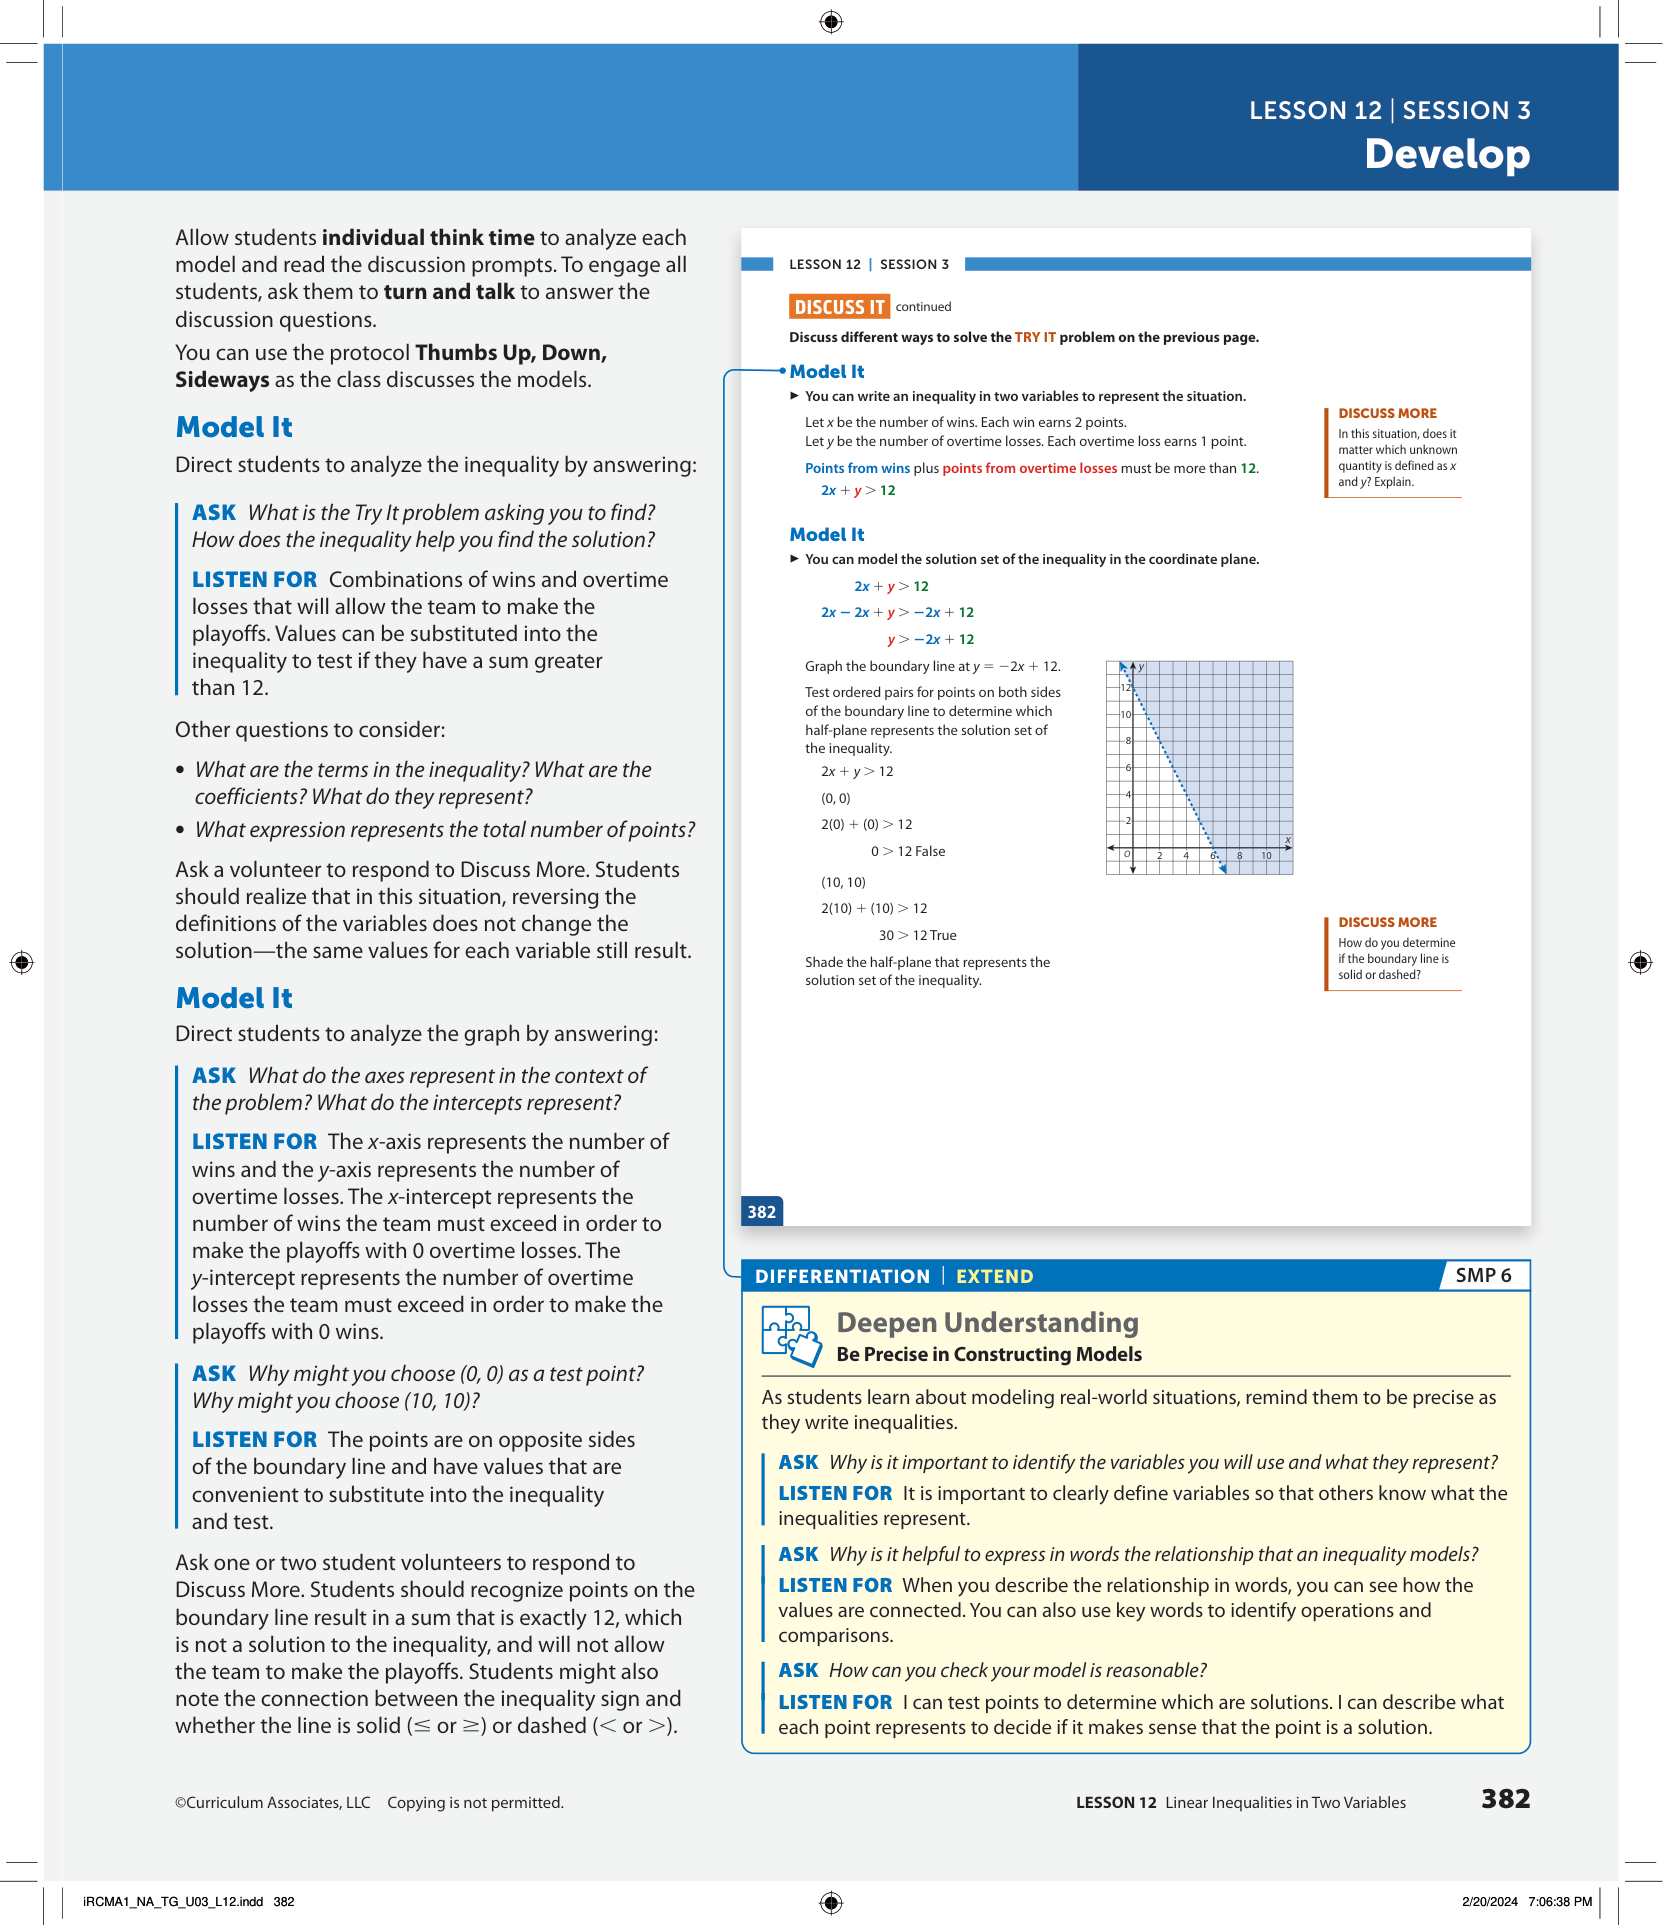 LESSON 12 | SESSION 3
Develop
Allow students individual think time to analyze each
model and read the discussion prompts. To engage all
students, ask them to turn and talk to answer the
discussion questions.
You can use the protocol Thumbs Up, Down,
Sideways as the class discusses the models.
Model It
Direct students to analyze the inequality by answering:
ASK What is the Try It problem asking you to find?
How does the inequality help you find the solution?
LISTEN FOR Combinations of wins and overtime
losses that will allow the team to make the
playoffs. Values can be substituted into the
inequality to test if they have a sum greater
than 12.
Other questions to consider:
• What are the terms in the inequality? What are the
coefficients? What do they represent?
• What expression represents the total number of points?
Ask a volunteer to respond to Discuss More. Students
should realize that in this situation, reversing the
definitions of the variables does not change the
solution—the same values for each variable still result.
Model It
Direct students to analyze the graph by answering:
ASK What do the axes represent in the context of
the problem? What do the intercepts represent?
LISTEN FOR The x-axis represents the number of
wins and the y-axis represents the number of
overtime losses. The x-intercept represents the
number of wins the team must exceed in order to
make the playoffs with 0 overtime losses. The
y-intercept represents the number of overtime
losses the team must exceed in order to make the
playoffs with 0 wins.
ASK Why might you choose (0, 0) as a test point?
Why might you choose (10, 10)?
LISTEN FOR The points are on opposite sides
of the boundary line and have values that are
convenient to substitute into the inequality
and test.
Ask one or two student volunteers to respond to
Discuss More. Students should recognize points on the
boundary line result in a sum that is exactly 12, which
is not a solution to the inequality, and will not allow
the team to make the playoffs. Students might also
note the connection between the inequality sign and
whether the line is solid (≤ or ≥) or dashed (< or >).
LESSON 12 | SESSION 3
DISCUSS IT continued
Discuss different ways to solve the TRY IT problem on the previous page.
Model It
▶ You can write an inequality in two variables to represent the situation.
Let x be the number of wins. Each win earns 2 points.
Let y be the number of overtime losses. Each overtime loss earns 1 point.
Points from wins plus points from overtime losses must be more than 12.
2x + y > 12
DISCUSS MORE
In this situation, does it
matter which unknown
quantity is defined as x
and y? Explain.
Model It
▶ You can model the solution set of the inequality in the coordinate plane.
2x + y > 12
2x − 2x + y > −2x + 12
y > −2x + 12
Graph the boundary line at y = −2x + 12.
Test ordered pairs for points on both sides
of the boundary line to determine which
half-plane represents the solution set of
the inequality.
2x + y > 12
(0, 0)
2(0) + (0) > 12
0 > 12 False
(10, 10)
2(10) + (10) > 12
30 > 12 True
Shade the half-plane that represents the
solution set of the inequality.
y
12
10
8
6
4
2
x
O 2 4 6 8 10
DISCUSS MORE
How do you determine
if the boundary line is
solid or dashed?
382
DIFFERENTIATION | EXTEND
SMP 6
Deepen Understanding
Be Precise in Constructing Models
As students learn about modeling real-world situations, remind them to be precise as
they write inequalities.
ASK Why is it important to identify the variables you will use and what they represent?
LISTEN FOR It is important to clearly define variables so that others know what the
inequalities represent.
ASK Why is it helpful to express in words the relationship that an inequality models?
LISTEN FOR When you describe the relationship in words, you can see how the
values are connected. You can also use key words to identify operations and
comparisons.
ASK How can you check your model is reasonable?
LISTEN FOR I can test points to determine which are solutions. I can describe what
each point represents to decide if it makes sense that the point is a solution.
©Curriculum Associates, LLC Copying is not permitted.
LESSON 12 Linear Inequalities in Two Variables 382
iRCMA1_NA_TG_U03_L12.indd 382
2/20/2024 7:06:38 PM